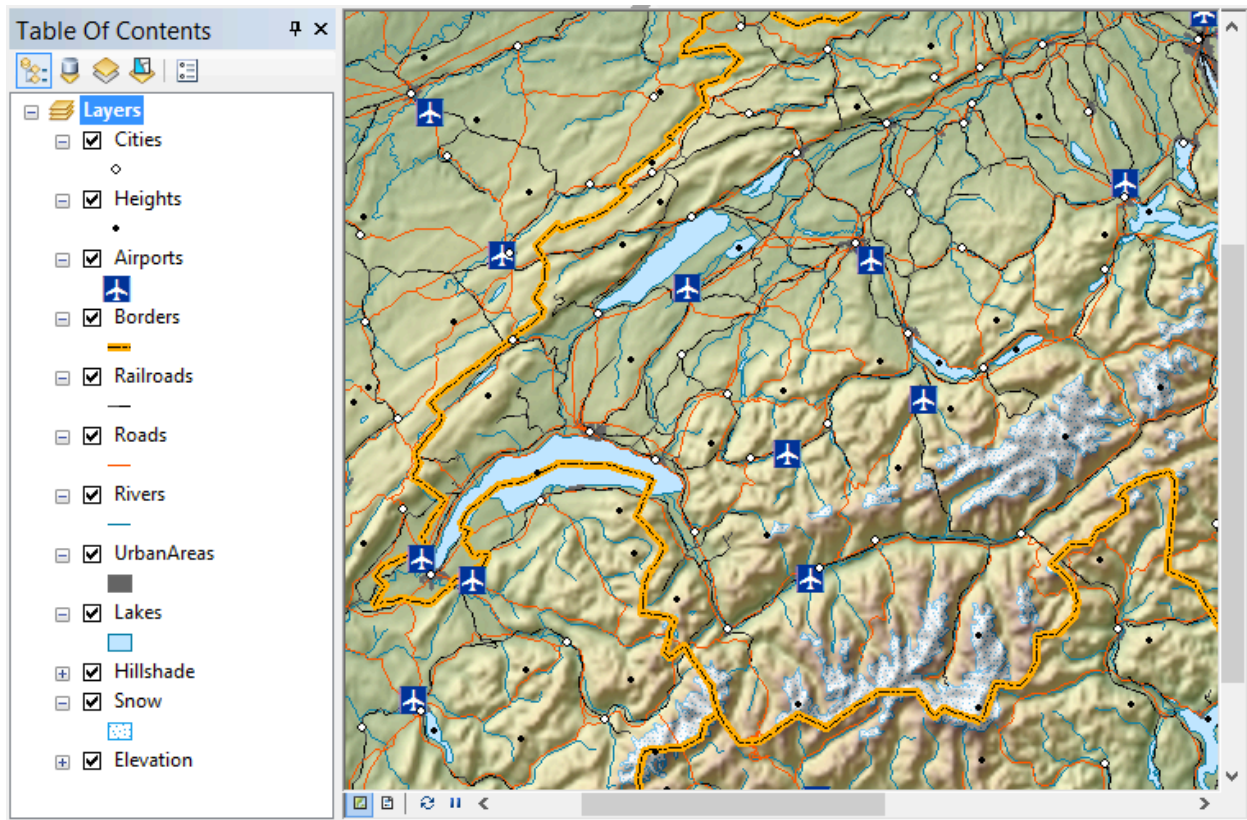 Table Of Contents
Layers
Cities
Heights
Airports
Borders
Railroads
Roads
Rivers
UrbanAreas
Lakes
Hillshade
Snow
Elevation